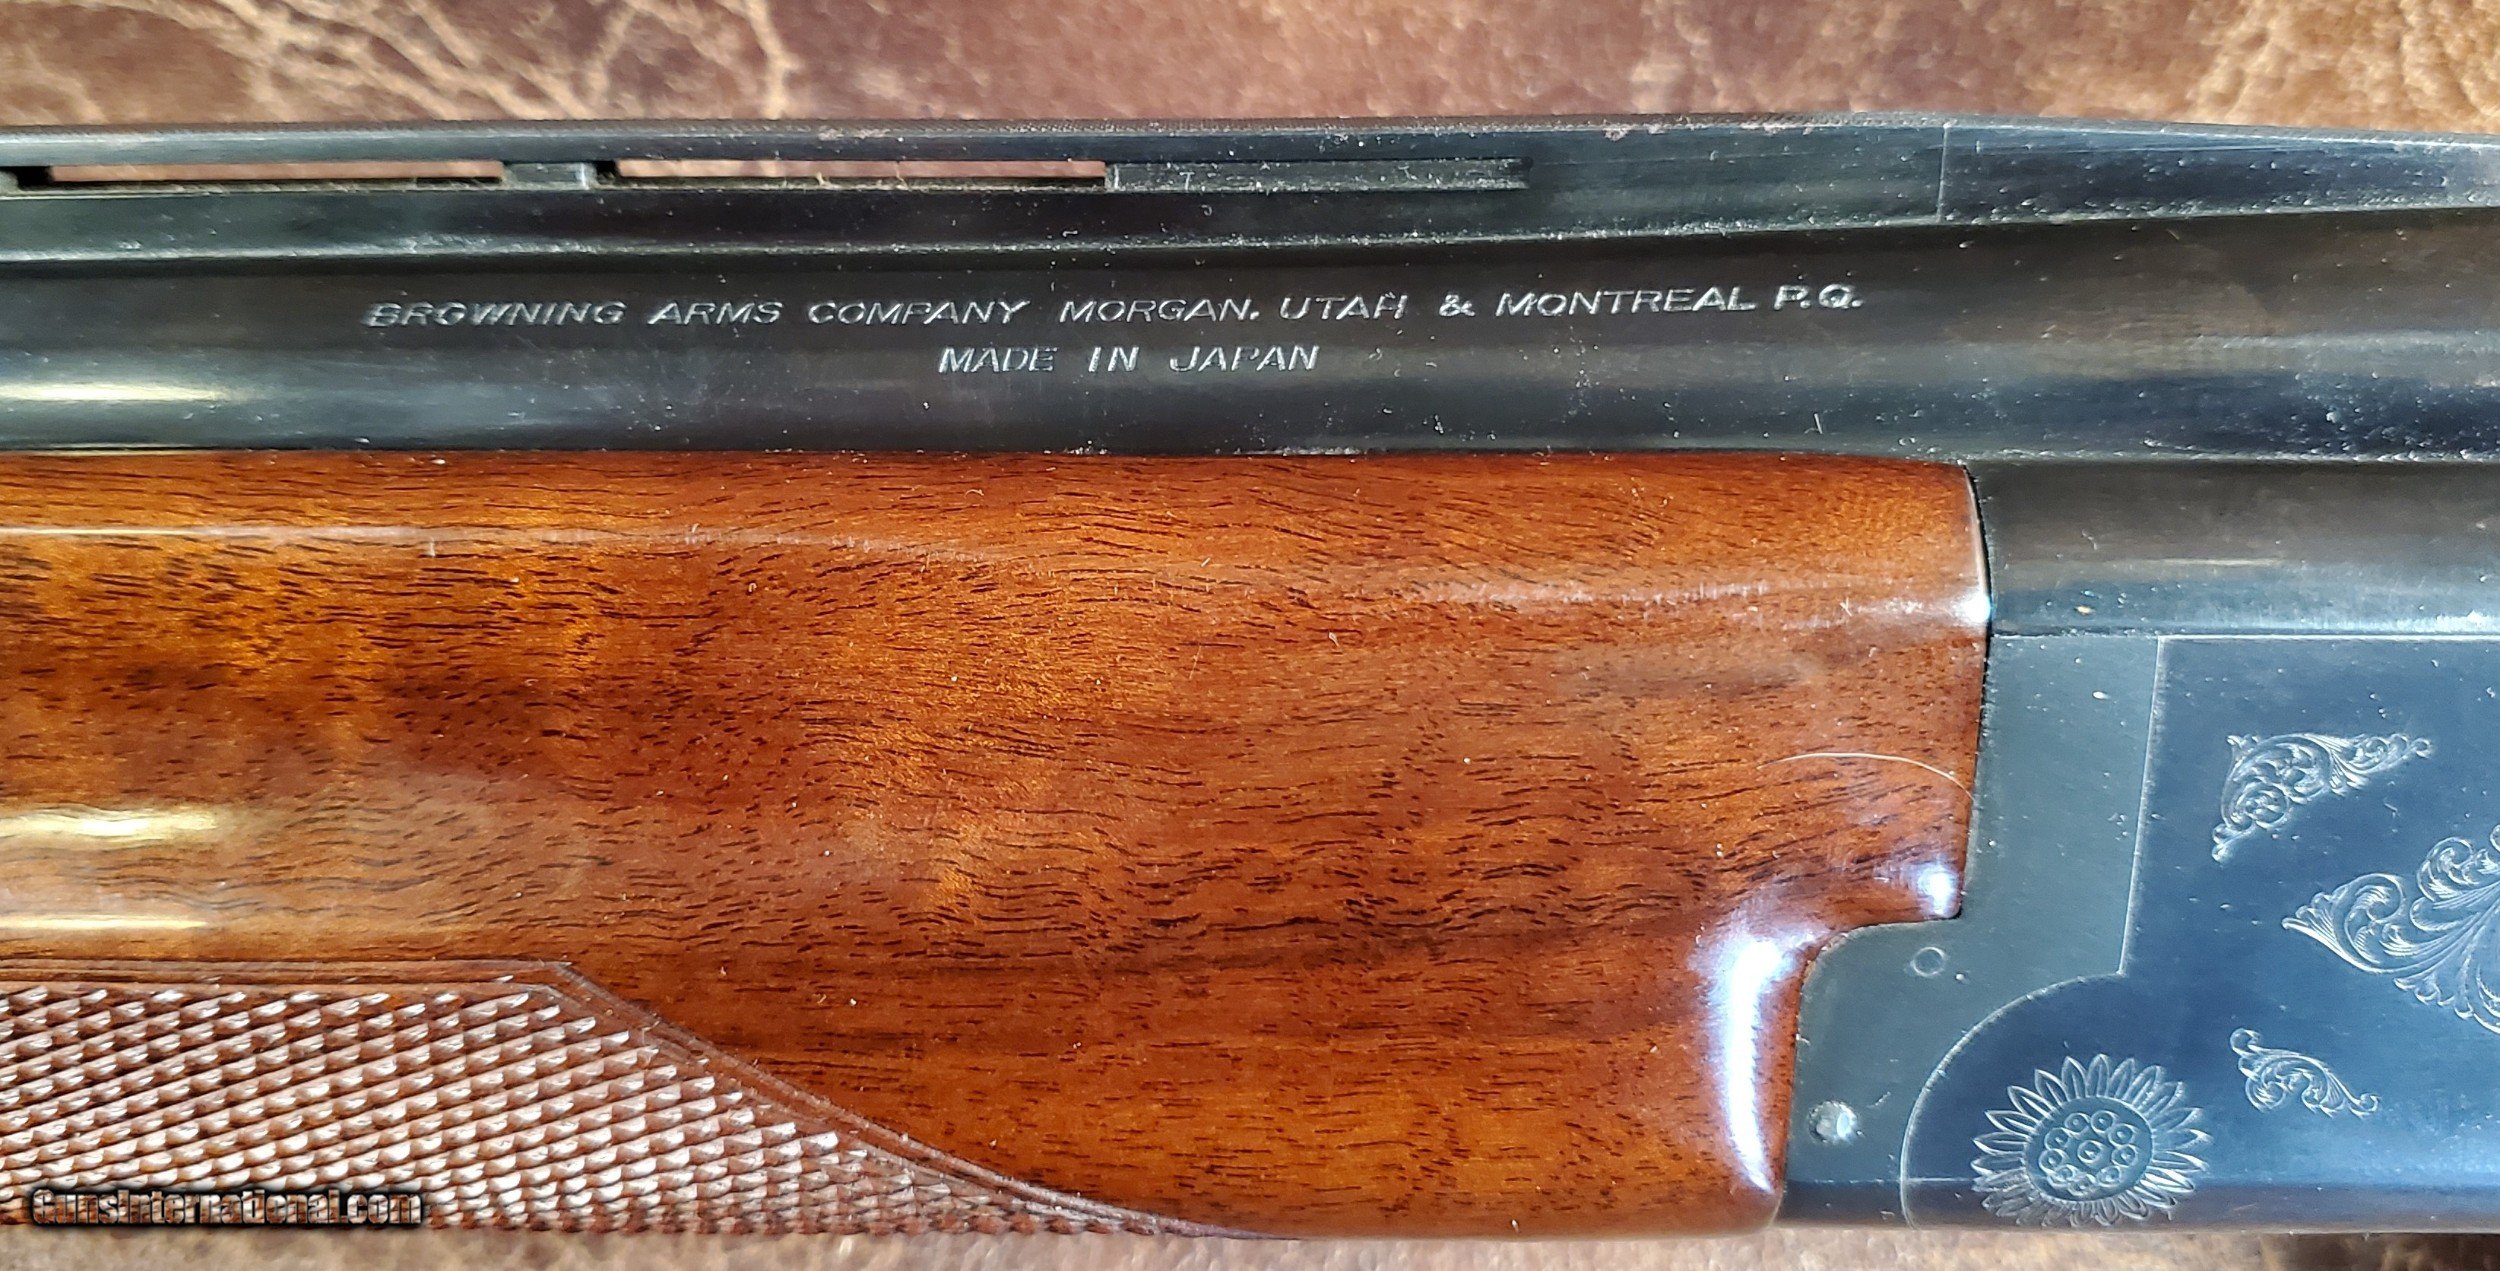 BROWNING ARMS COMPANY MORGAN, UTAH & MONTREAL P.Q.
MADE IN JAPAN
GunsInternational.com